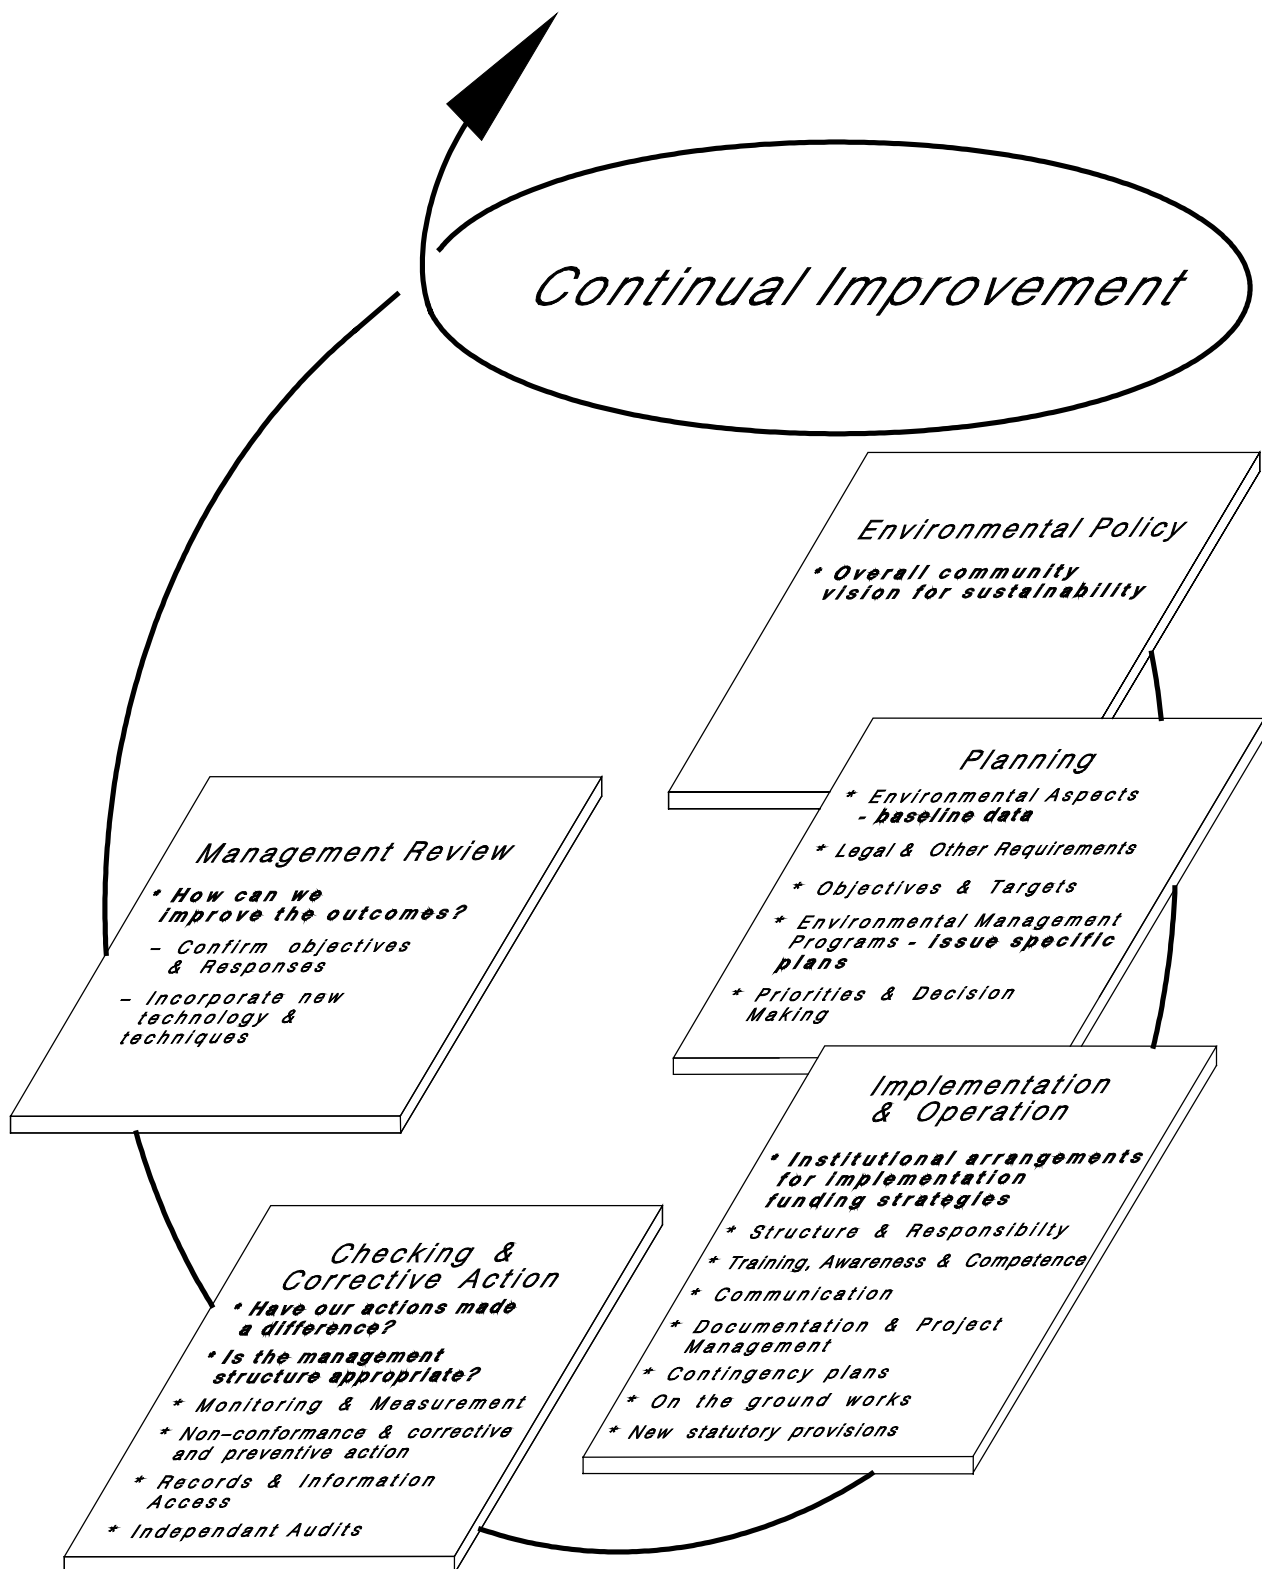 Continual Improvement
Environmental Policy
* Overall community
vision for sustainability
Planning
* Environmental Aspects
- baseline data
* Legal & Other Requirements
* Objectives & Targets
* Environmental Management
Programs - issue specific
plans
* Priorities & Decision
Making
Implementation
& Operation
* Institutional arrangements
for implementation
funding strategies
* Structure & Responsibilty
* Training, Awareness & Competence
* Communication
* Documentation & Project
Management
* Contingency plans
* On the ground works
* New statutory provisions
Checking &
Corrective Action
* Have our actions made
a difference?
* Is the management
structure appropriate?
* Monitoring & Measurement
* Non-conformance & corrective
and preventive action
* Records & Information
Access
* Independant Audits
Management Review
* How can we
improve the outcomes?
- Confirm objectives
& Responses
- Incorporate new
technology &
techniques